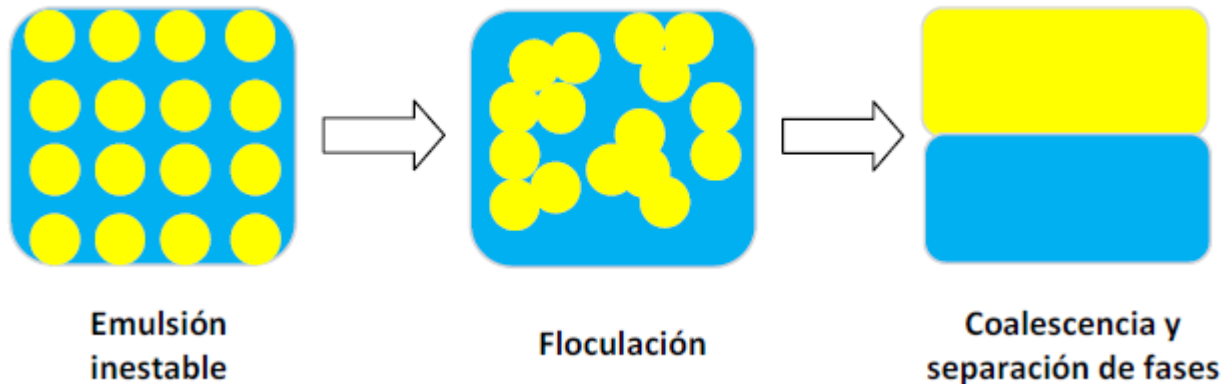 Emulsión
inestable
Floculación
Coalescencia y
separación de fases